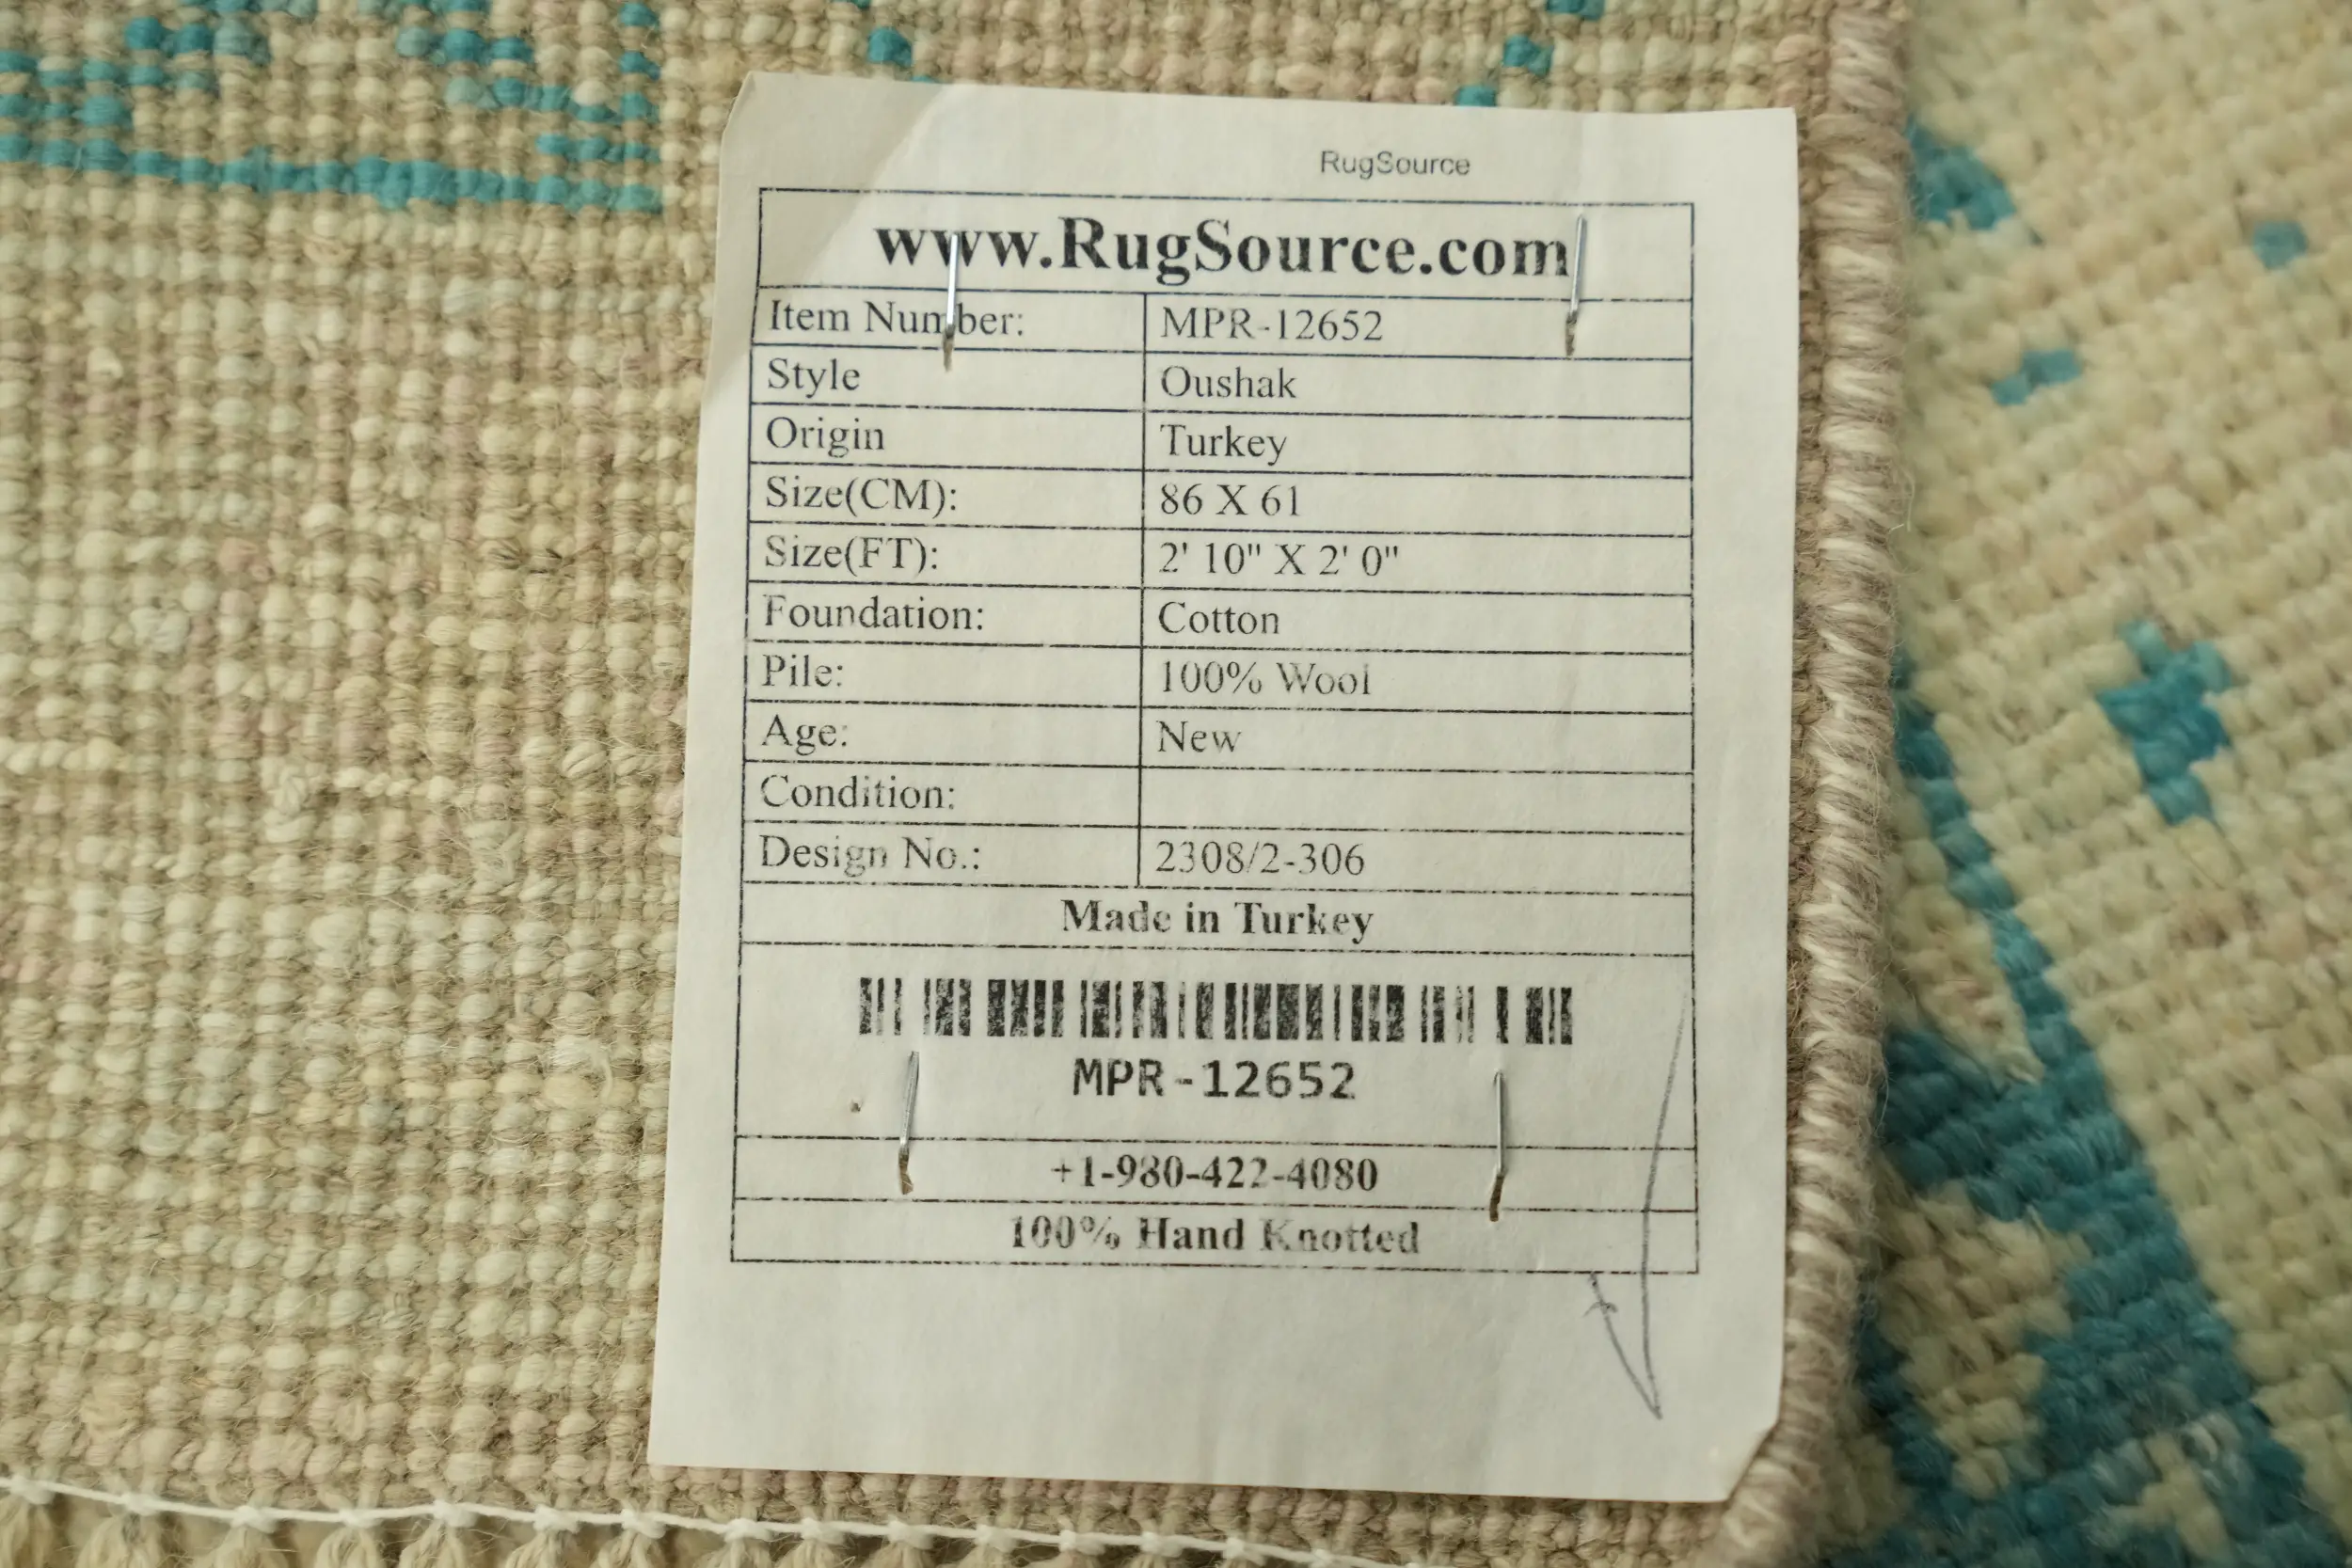 RugSource
www.RugSource.com
Item Number: MPR-12652
Style Oushak
Origin Turkey
Size(CM): 86 X 61
Size(FT): 2' 10" X 2' 0"
Foundation: Cotton
Pile: 100% Wool
Age: New
Condition:
Design No.: 2308/2-306
Made in Turkey
MPR-12652
+1-980-422-4080
100% Hand Knotted